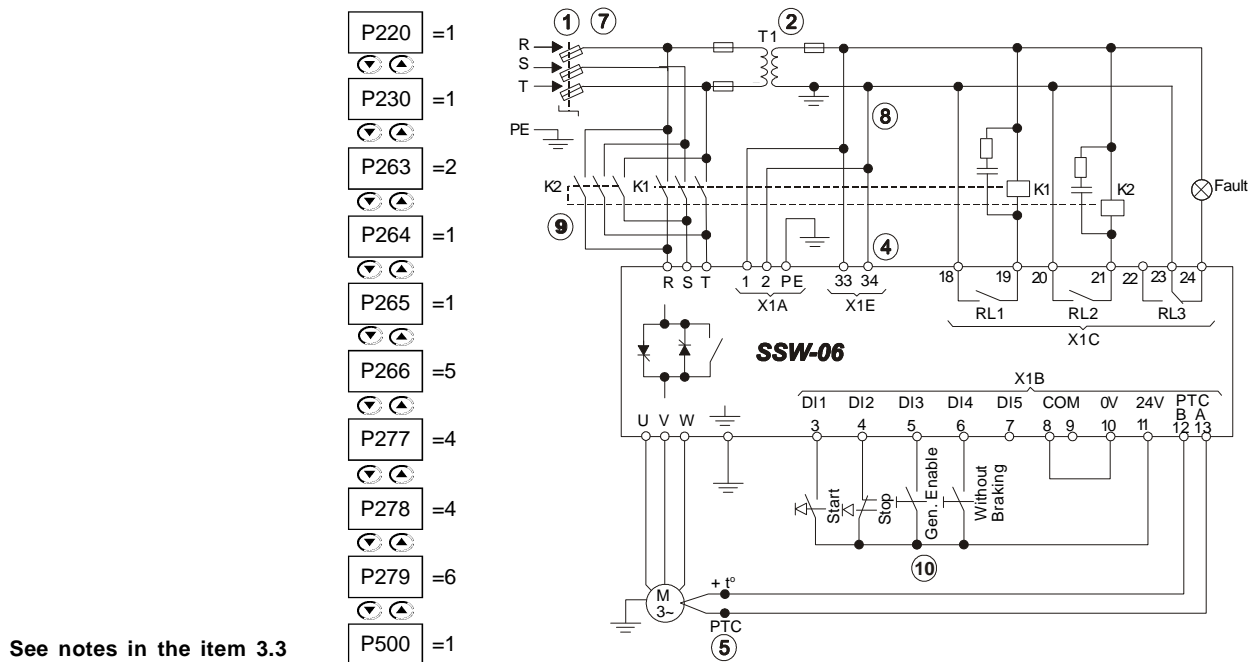 P220 =1
P230 =1
P263 =2
P264 =1
P265 =1
P266 =5
P277 =4
P278 =4
P279 =6
P500 =1
See notes in the item 3.3
1 7 2
T1
R
S
T
8
PE
K2 K1 K1 K2 Fault
9
4
R S T 1 2 PE 33 34 18 19 20 21 22 23 24
X1A X1E RL1 RL2 RL3
X1C
SSW-06
X1B
DI1 DI2 DI3 DI4 DI5 COM 0V 24V PTC
B A
U V W 3 4 5 6 7 8 9 10 11 12 13
Start
Stop
Gen. Enable
Without
Braking
10
+ tº
M
3~
PTC
5